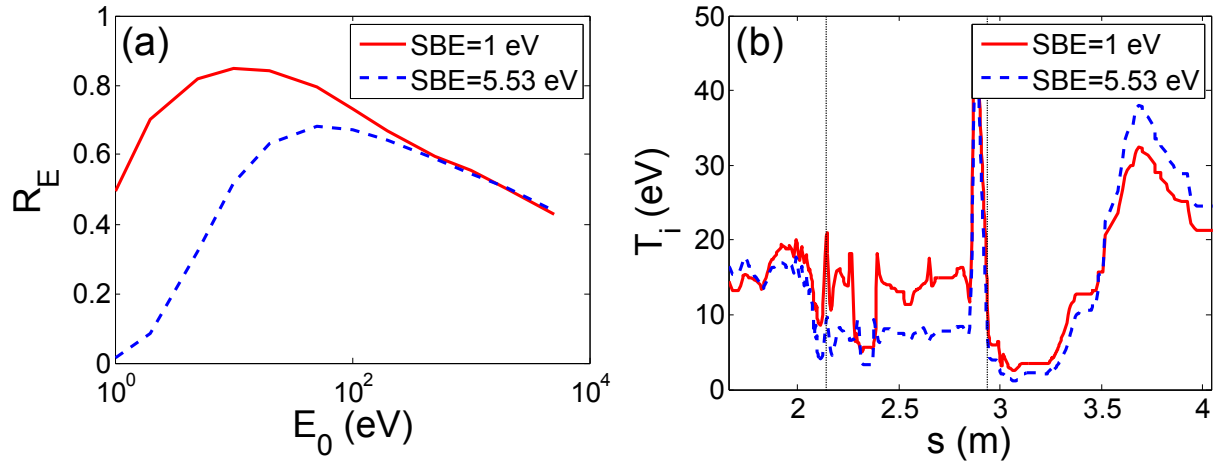 (a)
SBE=1 eV
SBE=5.53 eV
1
0.8
0.6
0.4
0.2
0
R_E
10^0
10^2
10^4
E_0 (eV)
(b)
SBE=1 eV
SBE=5.53 eV
50
40
30
20
10
0
T_i (eV)
2
2.5
3
3.5
4
s (m)